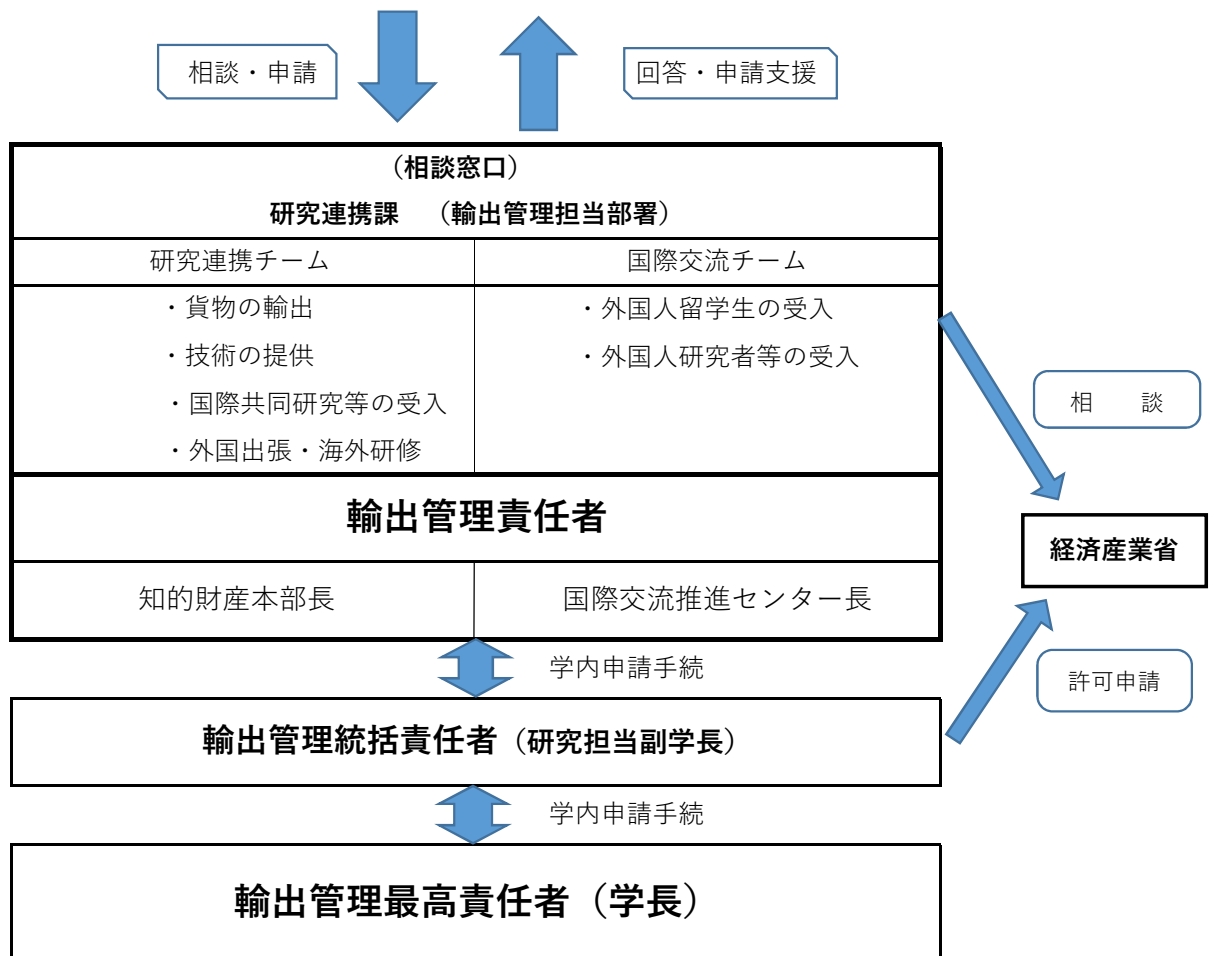 相談・申請
回答・申請支援
（相談窓口）
研究連携課　（輸出管理担当部署）
研究連携チーム
国際交流チーム
・貨物の輸出
・技術の提供
・国際共同研究等の受入
・外国出張・海外研修
・外国人留学生の受入
・外国人研究者等の受入
相　談
輸出管理責任者
経済産業省
知的財産本部長
国際交流推進センター長
学内申請手続
許可申請
輸出管理統括責任者（研究担当副学長）
学内申請手続
輸出管理最高責任者（学長）